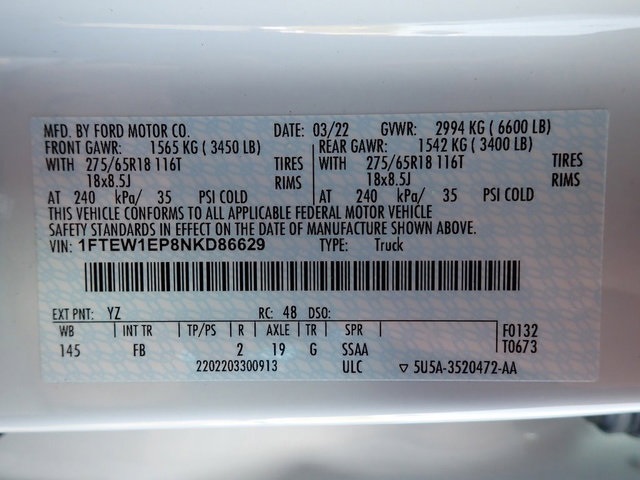 MFD. BY FORD MOTOR CO. DATE: 03/22 GVWR: 2994 KG ( 6600 LB)
FRONT GAWR: 1565 KG ( 3450 LB) REAR GAWR: 1542 KG ( 3400 LB)
WITH 275/65R18 116T TIRES WITH 275/65R18 116T TIRES
18x8.5J RIMS 18x8.5J RIMS
AT 240 kPa/ 35 PSI COLD AT 240 kPa/ 35 PSI COLD
THIS VEHICLE CONFORMS TO ALL APPLICABLE FEDERAL MOTOR VEHICLE
SAFETY STANDARDS IN EFFECT ON THE DATE OF MANUFACTURE SHOWN ABOVE.
VIN: 1FTEW1EP8NKD86629 TYPE: Truck
EXT PNT: YZ RC: 48 DSO:
WB INT TR TP/PS R AXLE TR SPR F0132
145 FB 2 19 G SSAA T0673
2202203300913 ULC ▽ 5U5A-3520472-AA